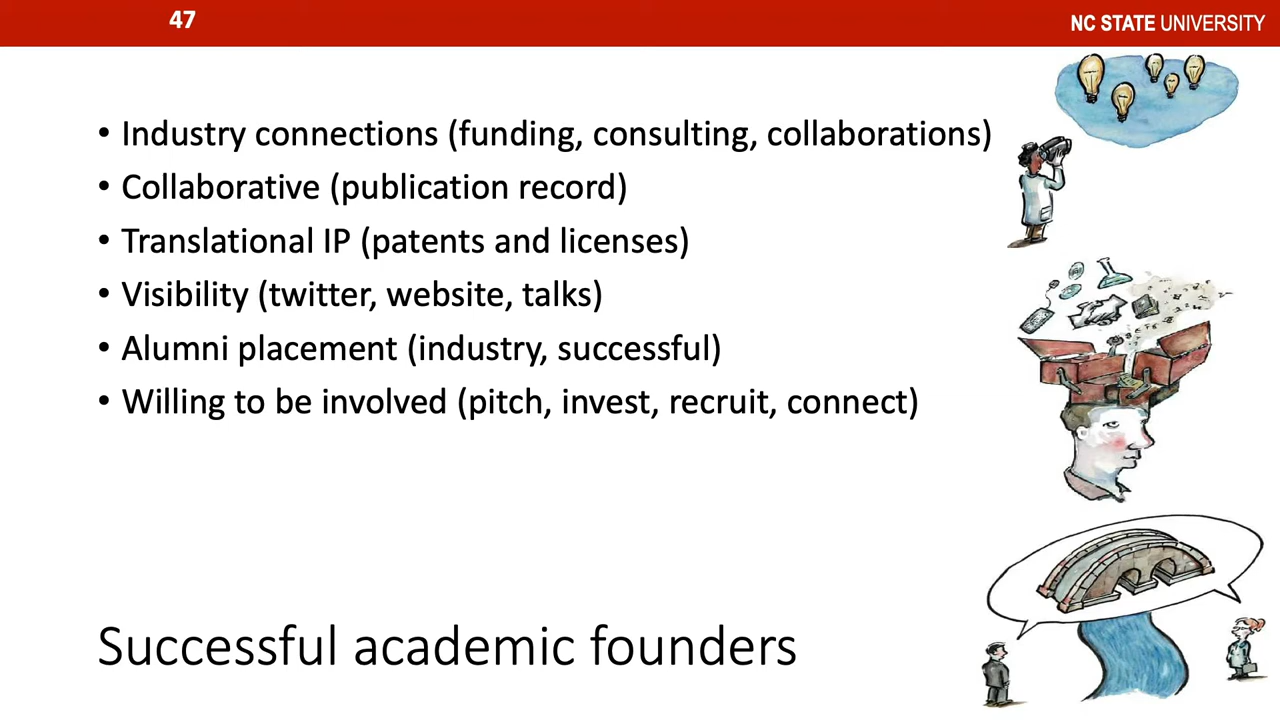 47
NC STATE UNIVERSITY
• Industry connections (funding, consulting, collaborations)
• Collaborative (publication record)
• Translational IP (patents and licenses)
• Visibility (twitter, website, talks)
• Alumni placement (industry, successful)
• Willing to be involved (pitch, invest, recruit, connect)
Successful academic founders